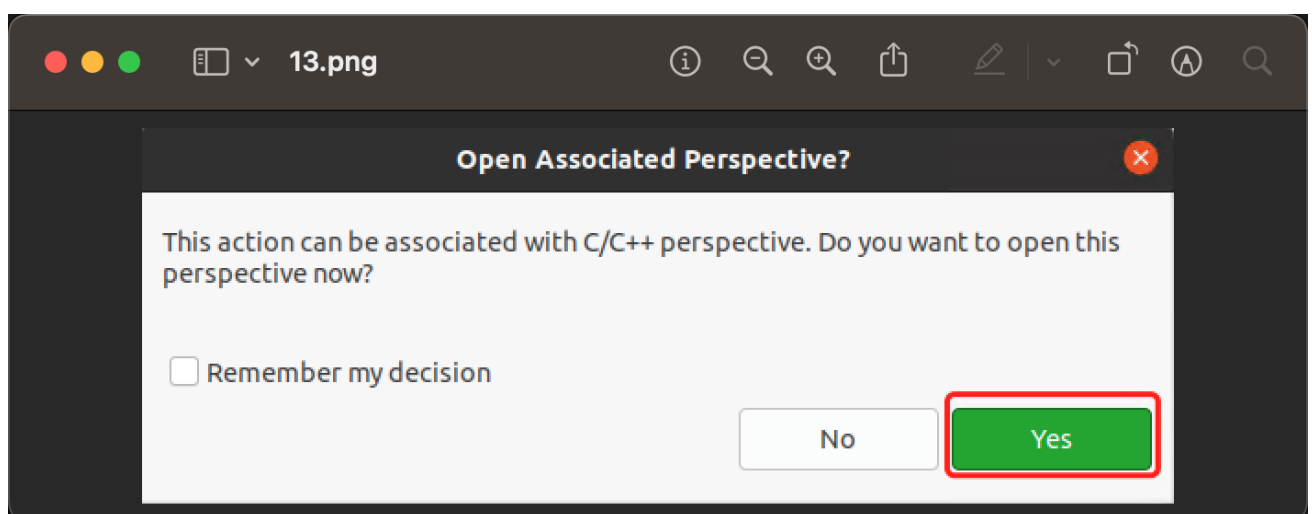 13.png
Open Associated Perspective?
This action can be associated with C/C++ perspective. Do you want to open this
perspective now?
Remember my decision
No
Yes